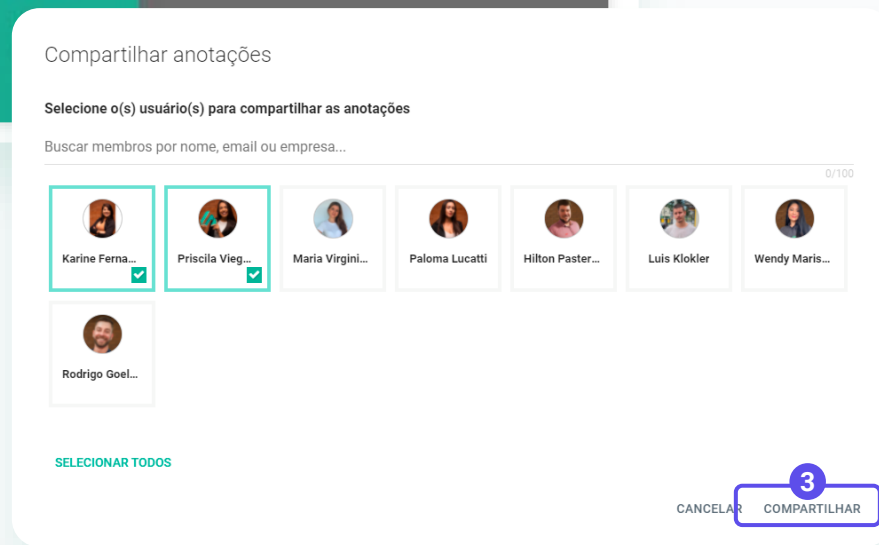 Compartilhar anotações
Selecione o(s) usuário(s) para compartilhar as anotações
Buscar membros por nome, email ou empresa...
0/100
Karine Ferna...
Priscila Vieg...
Maria Virgini...
Paloma Lucatti
Hilton Paster...
Luis Klokler
Wendy Maris...
Rodrigo Goel...
SELECIONAR TODOS
3
CANCELAR
COMPARTILHAR